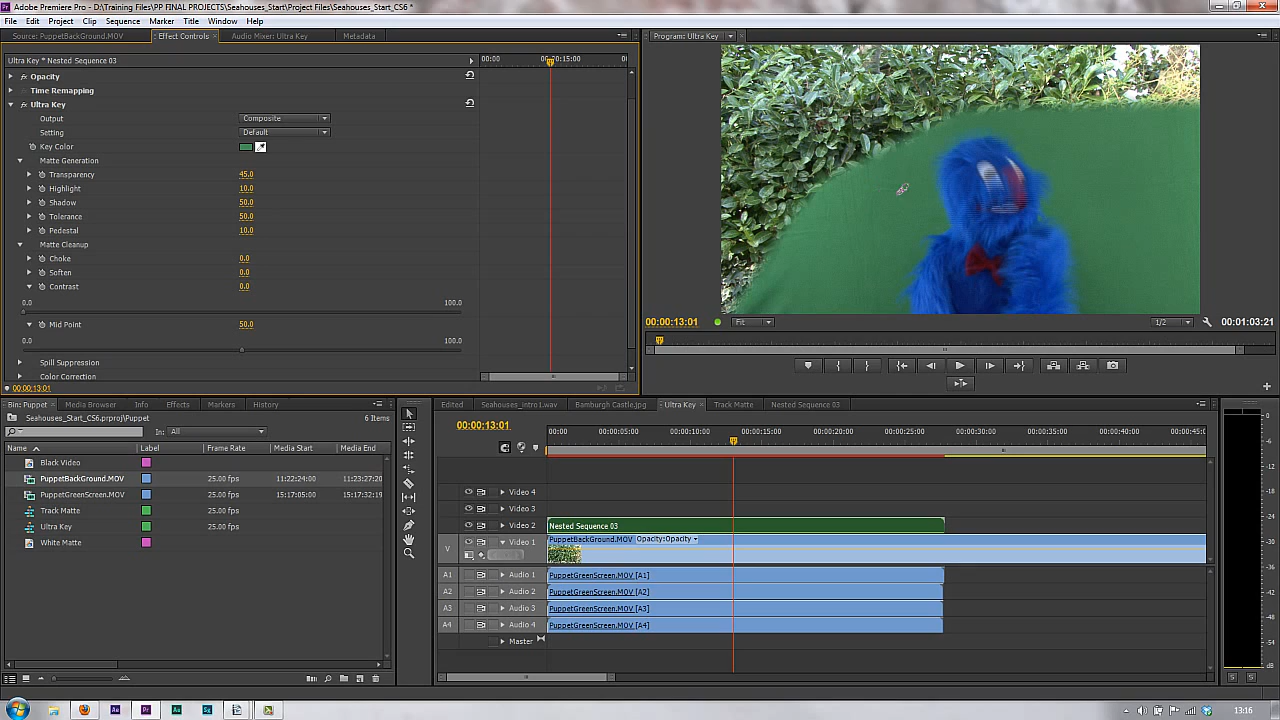 Adobe Premiere Pro - D:\Training Files\PP FINAL PROJECTS\Seahouses_Start\Project Files\Seahouses_Start_CS6 *
File Edit Project Clip Sequence Marker Title Window Help
Source: PuppetBackGround.MOV Effect Controls Audio Mixer: Ultra Key Metadata
Program: Ultra Key
Ultra Key * Nested Sequence 03
00:00 00:00:15:00
Opacity
Time Remapping
Ultra Key
Output Composite
Setting Default
Key Color
Matte Generation
Transparency 45.0
Highlight 10.0
Shadow 50.0
Tolerance 50.0
Pedestal 10.0
Matte Cleanup
Choke 0.0
Soften 0.0
Contrast 0.0
0.0 100.0
Mid Point 50.0
0.0 100.0
Spill Suppression
Color Correction
00:00:13:01
00:00:13:01 Fit 1/2 00:01:03:21
Bin: Puppet Media Browser Info Effects Markers History
Seahouses_Start_CS6.prproj\Puppet 6 Items
In: All
Name Label Frame Rate Media Start Media End
Black Video
PuppetBackGround.MOV 25.00 fps 11:22:24:00 11:23:27:20
PuppetGreenScreen.MOV 25.00 fps 15:17:05:00 15:17:32:19
Track Matte 25.00 fps
Ultra Key 25.00 fps
White Matte
Edited Seahouses_Intro I.wav Bamburgh Castle.jpg Ultra Key Track Matte Nested Sequence 03
00:00:13:01
00:00 00:00:05:00 00:00:10:00 00:00:15:00 00:00:20:00 00:00:25:00 00:00:30:00 00:00:35:00 00:00:40:00 00:00:45:0
Video 4
Video 3
Video 2 Nested Sequence 03
V Video 1 PuppetBackGround.MOV Opacity:Opacity
A1 Audio 1 PuppetGreenScreen.MOV [A1]
A2 Audio 2 PuppetGreenScreen.MOV [A2]
A3 Audio 3 PuppetGreenScreen.MOV [A3]
A4 Audio 4 PuppetGreenScreen.MOV [A4]
Master
0
-6
-12
-18
-24
-30
-36
-42
-48
-54
S S
13:16